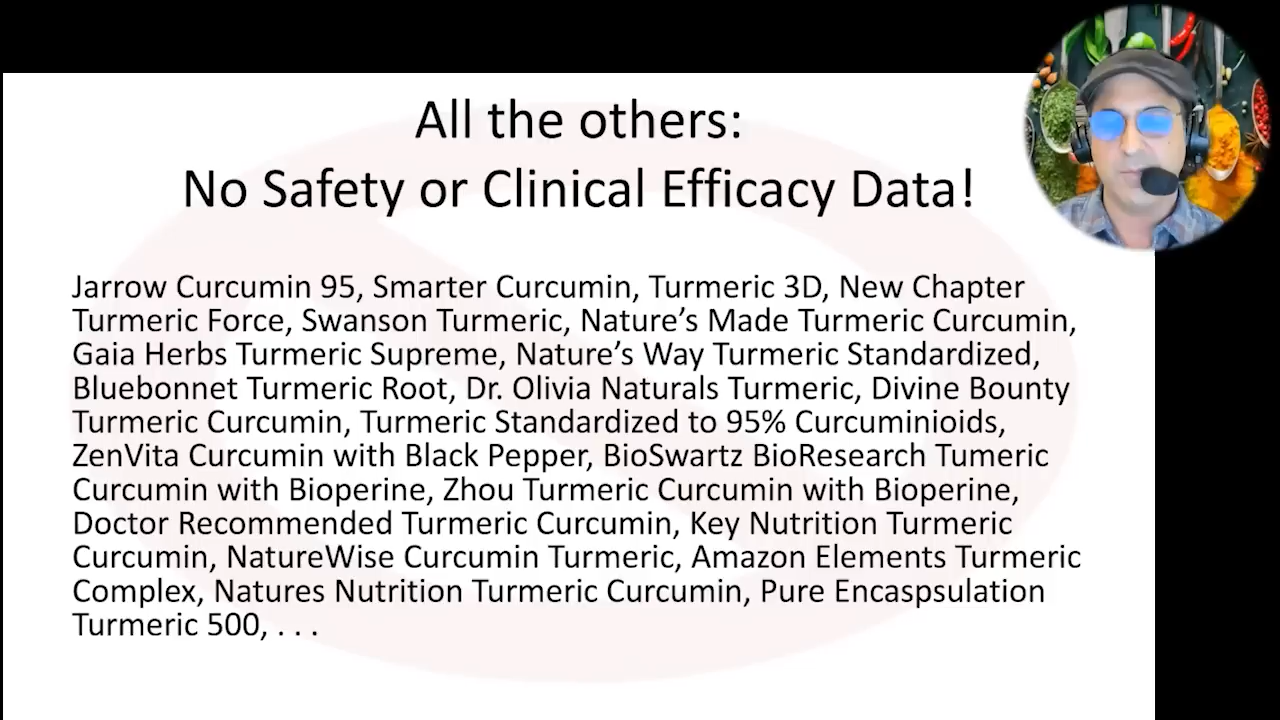 All the others:
No Safety or Clinical Efficacy Data!
Jarrow Curcumin 95, Smarter Curcumin, Turmeric 3D, New Chapter
Turmeric Force, Swanson Turmeric, Nature’s Made Turmeric Curcumin,
Gaia Herbs Turmeric Supreme, Nature’s Way Turmeric Standardized,
Bluebonnet Turmeric Root, Dr. Olivia Naturals Turmeric, Divine Bounty
Turmeric Curcumin, Turmeric Standardized to 95% Curcuminioids,
ZenVita Curcumin with Black Pepper, BioSwartz BioResearch Tumeric
Curcumin with Bioperine, Zhou Turmeric Curcumin with Bioperine,
Doctor Recommended Turmeric Curcumin, Key Nutrition Turmeric
Curcumin, NatureWise Curcumin Turmeric, Amazon Elements Turmeric
Complex, Natures Nutrition Turmeric Curcumin, Pure Encaspsulation
Turmeric 500, . . .